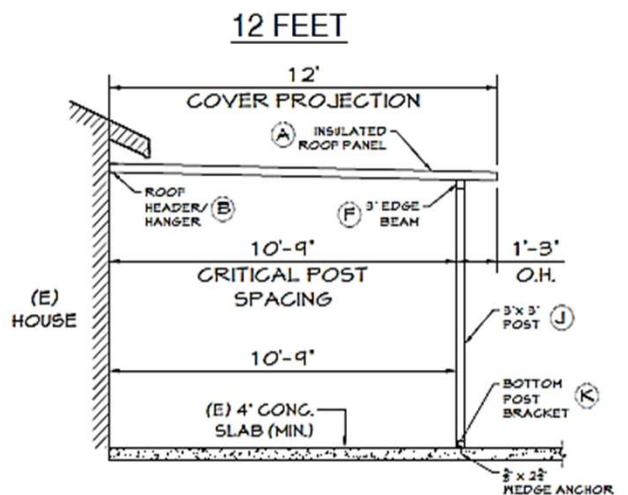 12 FEET
12'
COVER PROJECTION
A
INSULATED
ROOF PANEL
ROOF
HEADER/
HANGER
B
F
3" EDGE
BEAM
10'-9"
1'-3"
CRITICAL POST
SPACING
O.H.
(E)
HOUSE
3"x 3"
POST
J
10'-9"
BOTTOM
POST
BRACKET
K
(E) 4" CONC.
SLAB (MIN.)
WEDGE ANCHOR